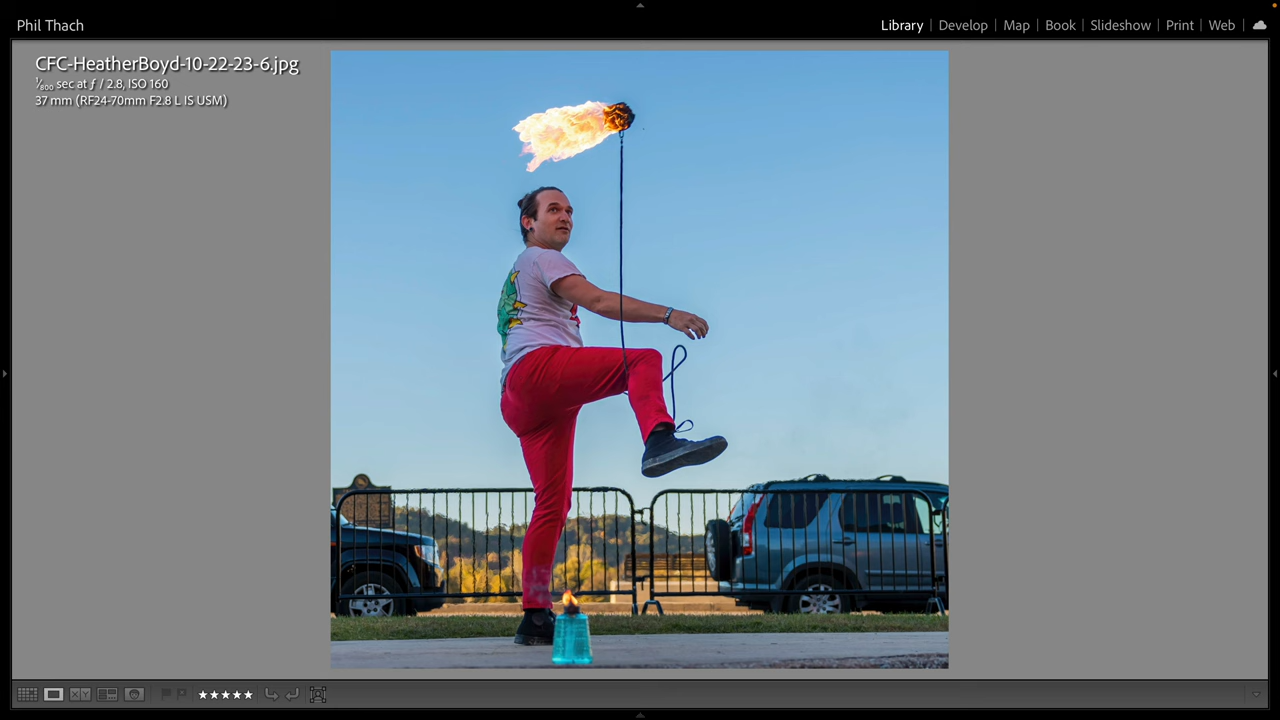 Phil Thach
Library | Develop | Map | Book | Slideshow | Print | Web
CFC-HeatherBoyd-10-22-23-6.jpg
1/800 sec at ƒ / 2.8, ISO 160
37 mm (RF24-70mm F2.8 L IS USM)
XY